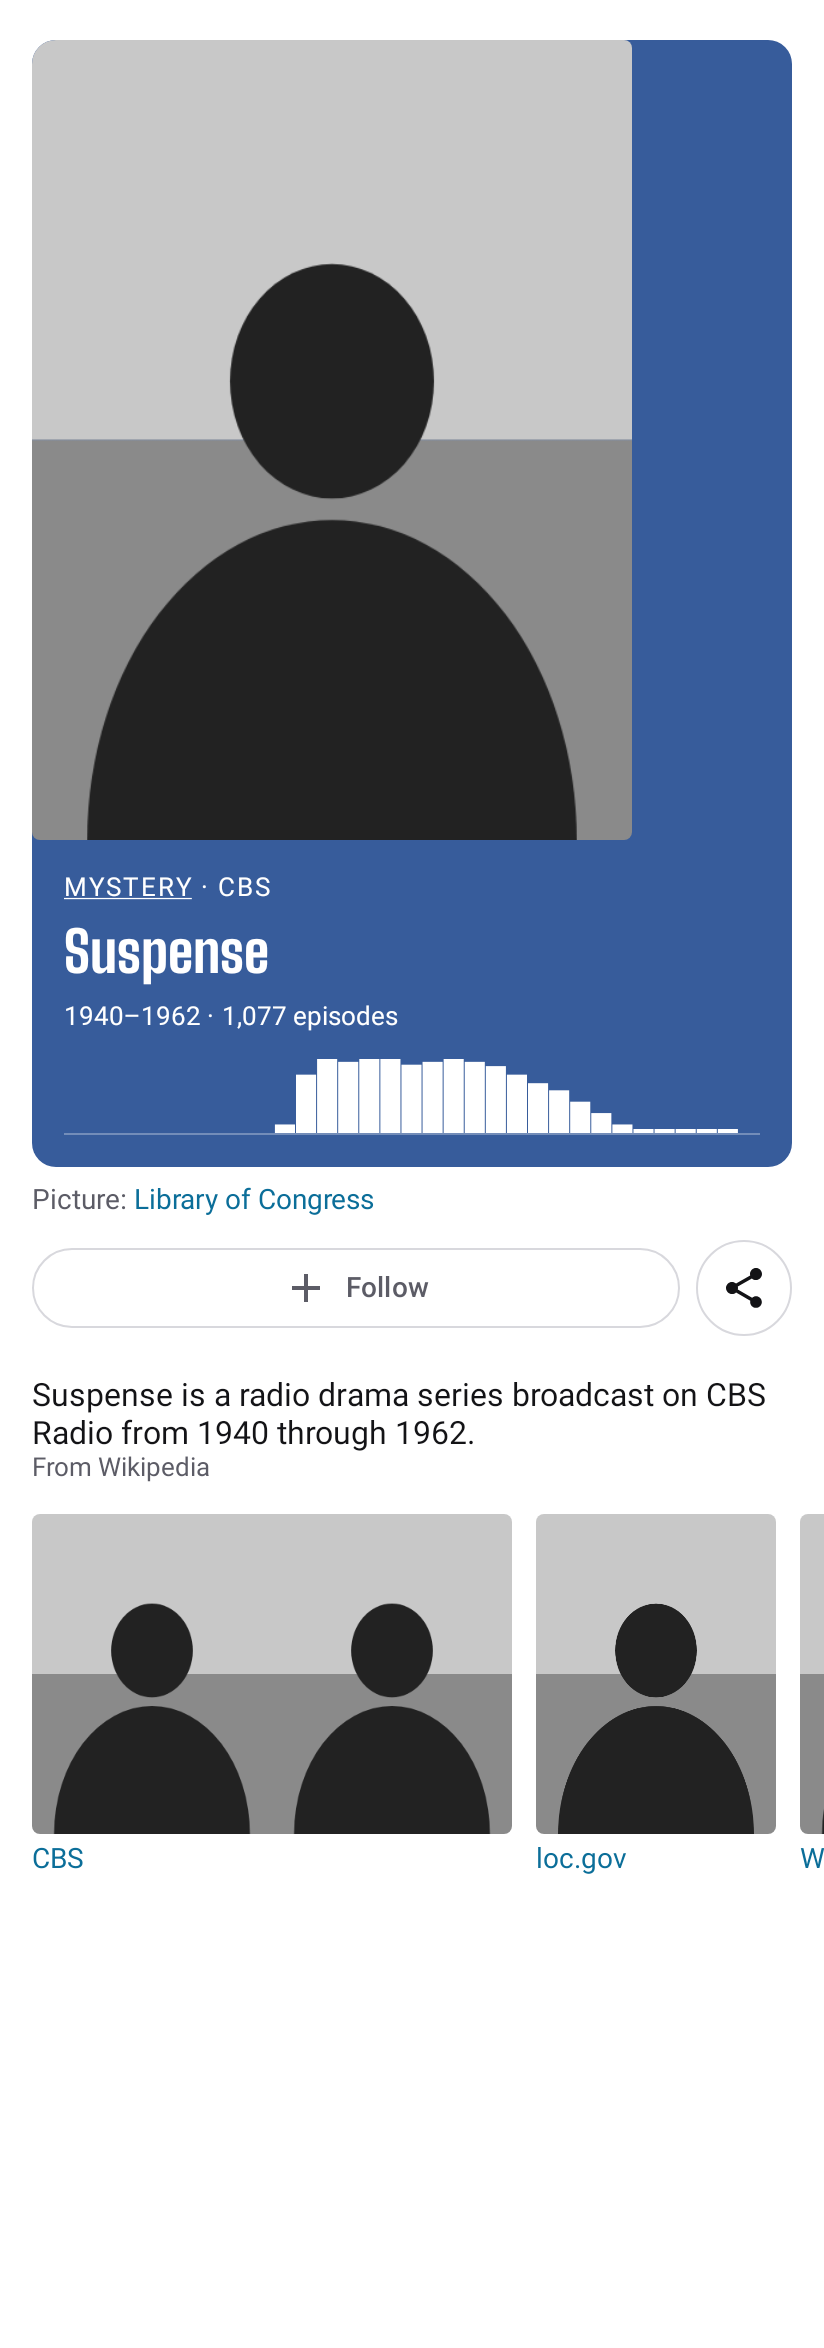 MYSTERY · CBS
Suspense
1940–1962 · 1,077 episodes
Picture: Library of Congress
Follow
Suspense is a radio drama series broadcast on CBS
Radio from 1940 through 1962.
From Wikipedia
CBS
loc.gov